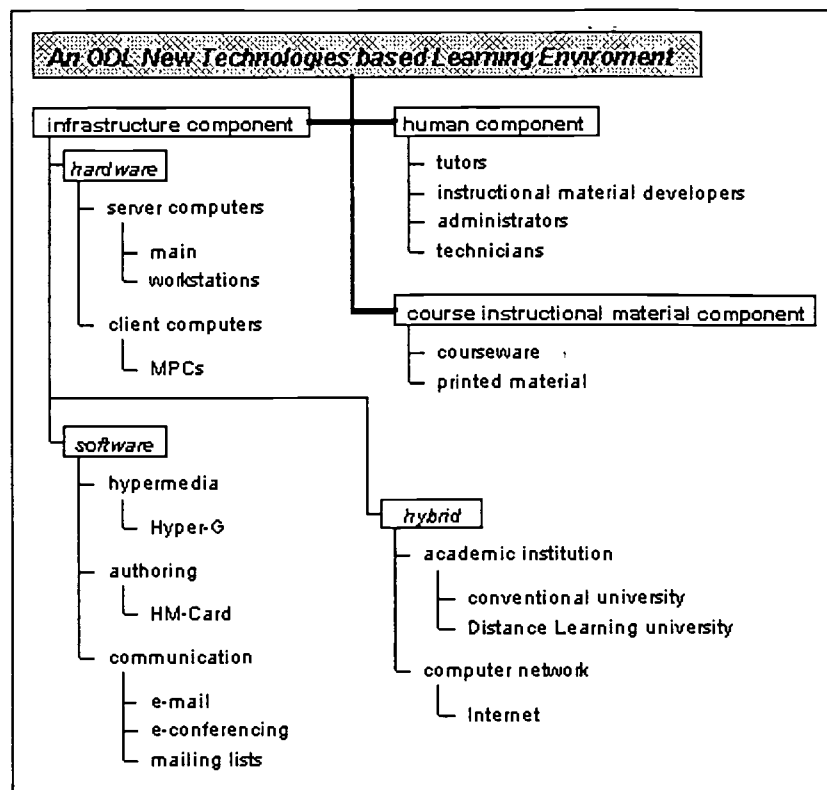 An ODL New Technologies based Learning Enviroment
infrastructure component
hardware
server computers
main
workstations
client computers
MPCs
software
hypermedia
Hyper-G
authoring
HM-Card
communication
e-mail
e-conferencing
mailing lists
human component
tutors
instructional material developers
administrators
technicians
course instructional material component
courseware
printed material
hybrid
academic institution
conventional university
Distance Learning university
computer network
Internet